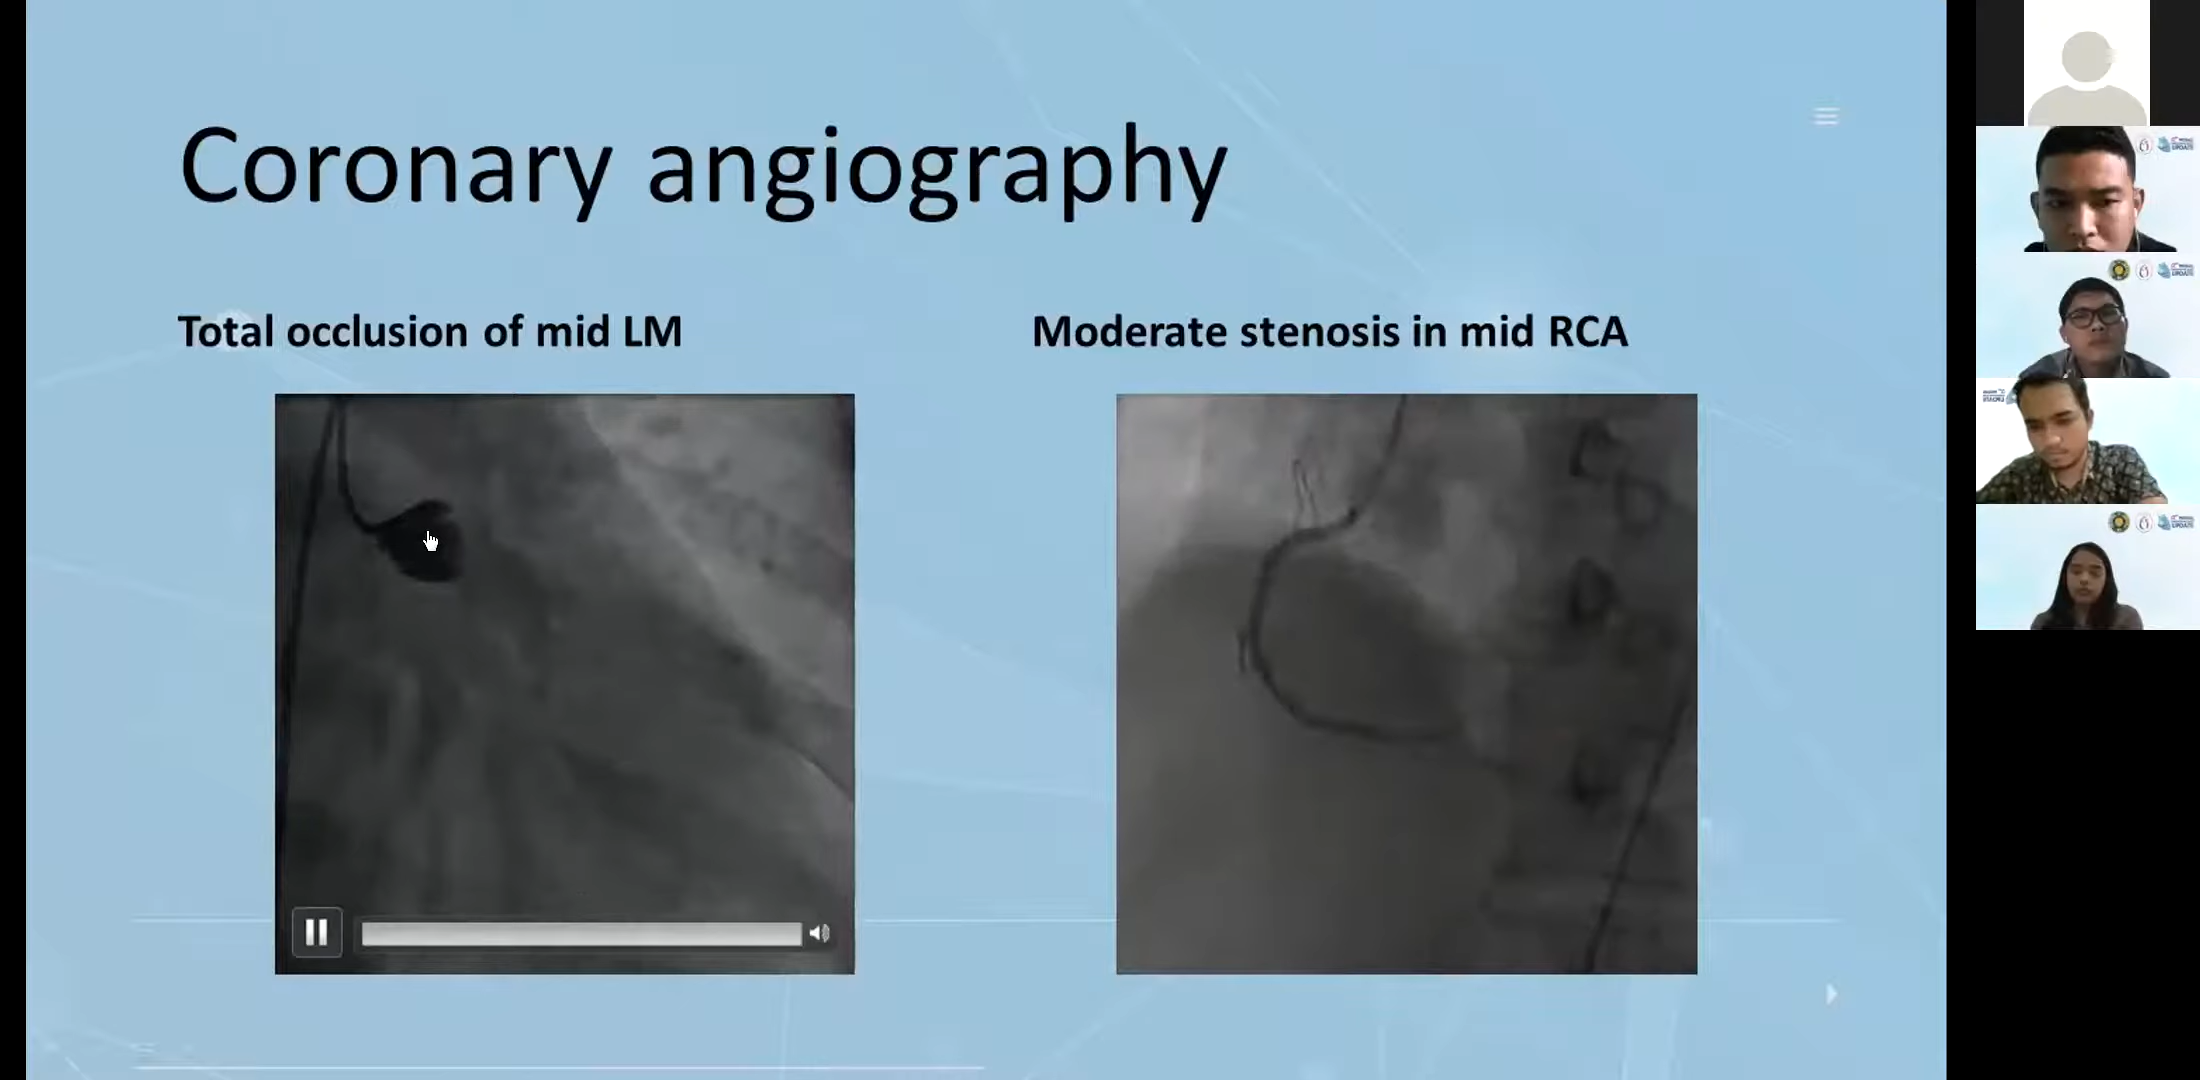 Coronary angiography
Total occlusion of mid LM
Moderate stenosis in mid RCA